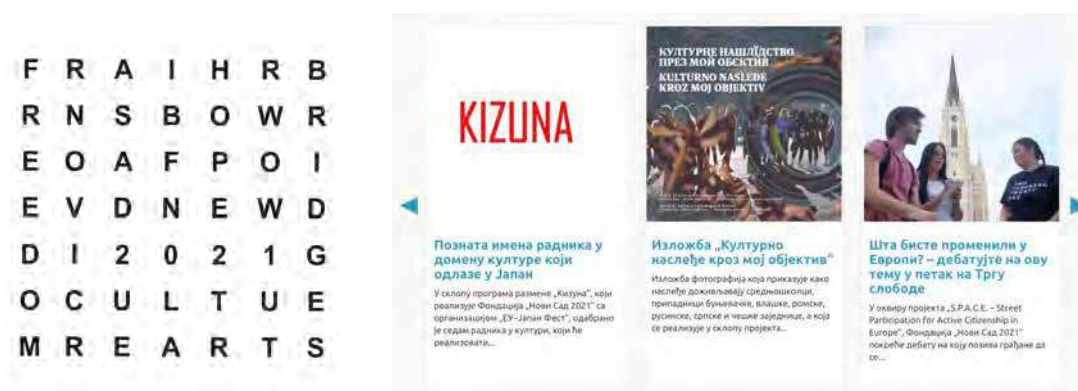 F R A I H R B
R N S B O W R
E O A F P O I
E V D N E W D
D I 2 0 2 1 G
O C U L T U E
M R E A R T S
KIZUNA
Позната имена радника у
домену културе који
одлазе у Јапан
У склопу програма размене „Кизуна“, који
реализује Фондација „Нови Сад 2021“ са
организацијом „ЕУ–Јапан Фест“, одабрано
је седам радника у култури, који ће
реализовати...
КУЛТУРНЕ НАШЛЇДСТВО
ПРЕЗ МОЙ ОБЄКТИВ
KULTURNO NASLEĐE
KROZ MOJ OBJEKTIV
Изложба „Културно
наслеђе кроз мој објектив“
Изложба фотографија која приказује како
наслеђе доживљавају средњошколци,
припадници буњевачке, влашке, ромске,
русинске, српске и чешке заједнице, а која
се реализује у склопу пројекта...
Шта бисте променили у
Европи? – дебатујте на ову
тему у петак на Тргу
слободе
У оквиру пројекта „S.P.A.C.E. – Street
Participation for Active Citizenship in
Europe“, Фондација „Нови Сад 2021“
покреће дебату на коју позива грађане да
се...